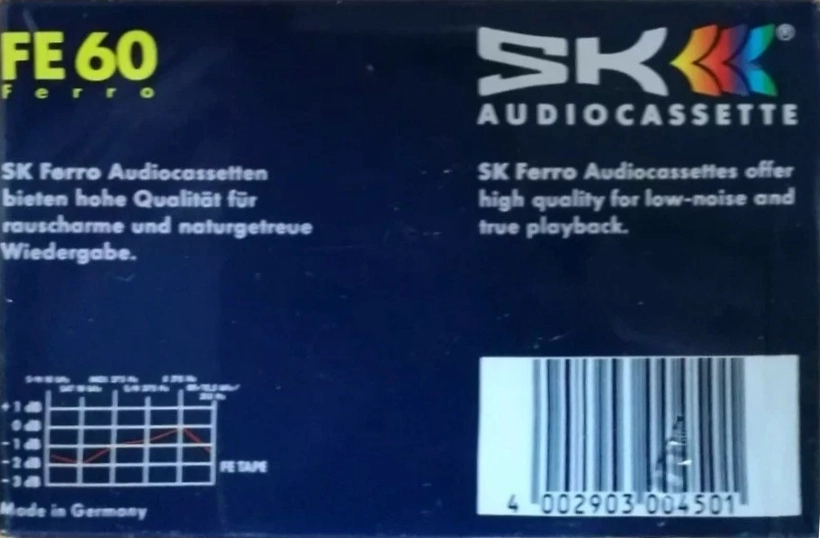 FE 60
Ferro
SK®
AUDIOCASSETTE
SK Ferro Audiocassetten
bieten hohe Qualität für
rauscharme und naturgetreue
Wiedergabe.
SK Ferro Audiocassettes offer
high quality for low-noise and
true playback.
+1 dB
0 dB
-1 dB
-2 dB
-3 dB
FE TAPE
Made in Germany
4 002903 004501